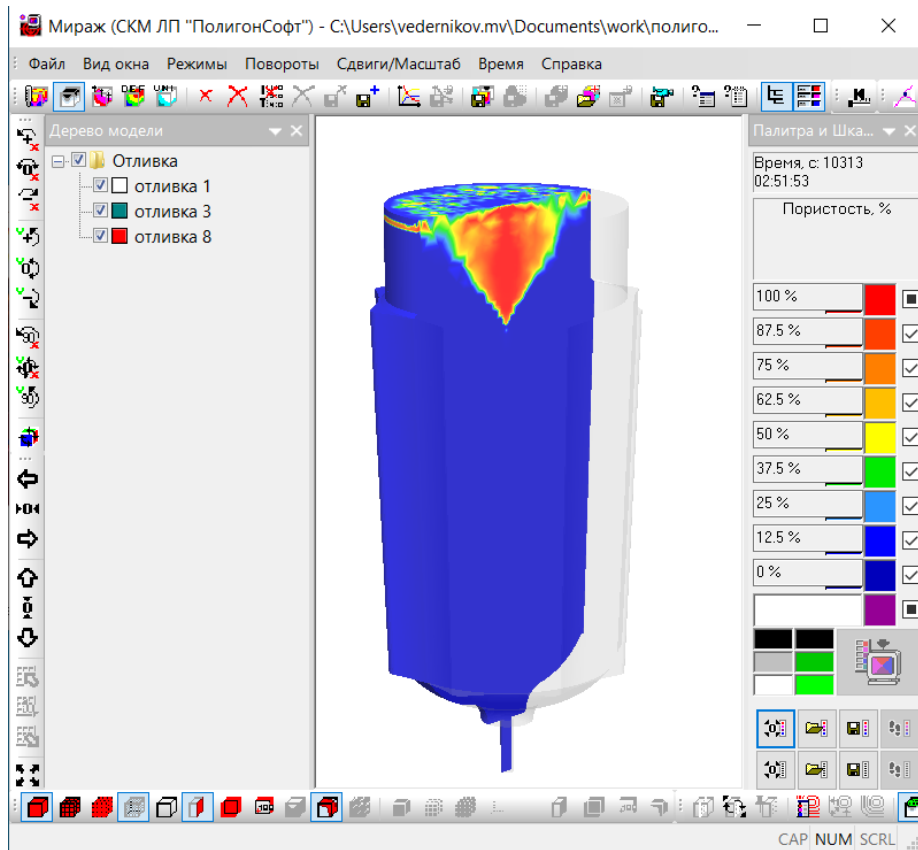 Мираж (СКМ ЛП "ПолигонСофт") - C:\Users\vedernikov.mv\Documents\work\полиго...
Файл Вид окна Режимы Повороты Сдвиги/Масштаб Время Справка
Дерево модели
Отливка
отливка 1
отливка 3
отливка 8
Палитра и Шка...
Время, с: 10313
02:51:53
Пористость, %
100 %
87.5 %
75 %
62.5 %
50 %
37.5 %
25 %
12.5 %
0 %
CAP NUM SCRL